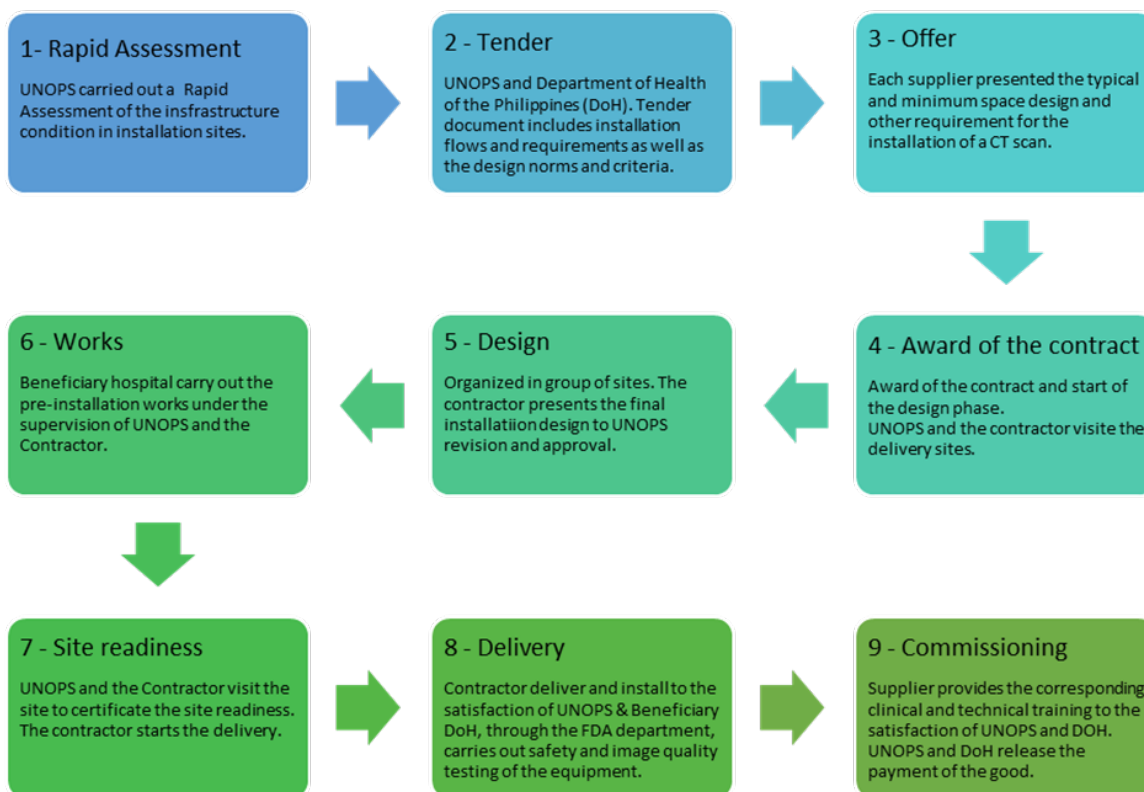 1- Rapid Assessment
UNOPS carried out a Rapid
Assessment of the insfrastructure
condition in installation sites.
2 - Tender
UNOPS and Department of Health
of the Philippines (DoH). Tender
document includes installation
flows and requirements as well as
the design norms and criteria.
3 - Offer
Each supplier presented the typical
and minimum space design and
other requirement for the
installation of a CT scan.
4 - Award of the contract
Award of the contract and start of
the design phase.
UNOPS and the contractor visite the
delivery sites.
5 - Design
Organized in group of sites. The
contractor presents the final
installatiion design to UNOPS
revision and approval.
6 - Works
Beneficiary hospital carry out the
pre-installation works under the
supervision of UNOPS and the
Contractor.
7 - Site readiness
UNOPS and the Contractor visit the
site to certificate the site readiness.
The contractor starts the delivery.
8 - Delivery
Contractor deliver and install to the
satisfaction of UNOPS & Beneficiary
DoH, through the FDA department,
carries out safety and image quality
testing of the equipment.
9 - Commissioning
Supplier provides the corresponding
clinical and technical training to the
satisfaction of UNOPS and DOH.
UNOPS and DoH release the
payment of the good.